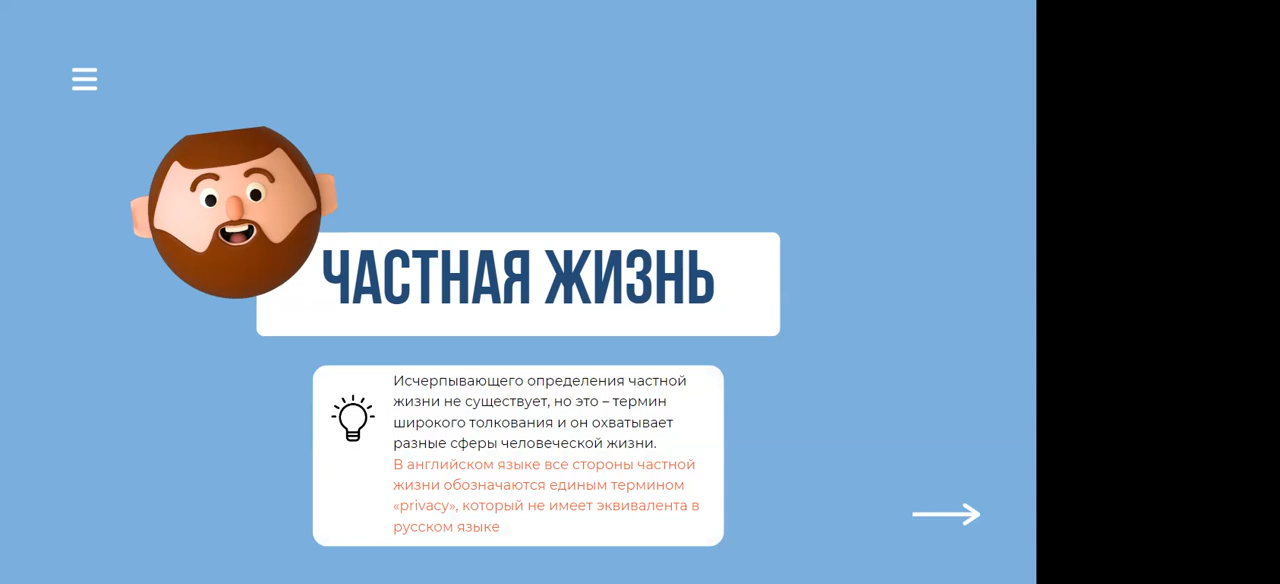 ЧАСТНАЯ ЖИЗНЬ
Исчерпывающего определения частной
жизни не существует, но это – термин
широкого толкования и он охватывает
разные сферы человеческой жизни.
В английском языке все стороны частной
жизни обозначаются единым термином
«privacy», который не имеет эквивалента в
русском языке